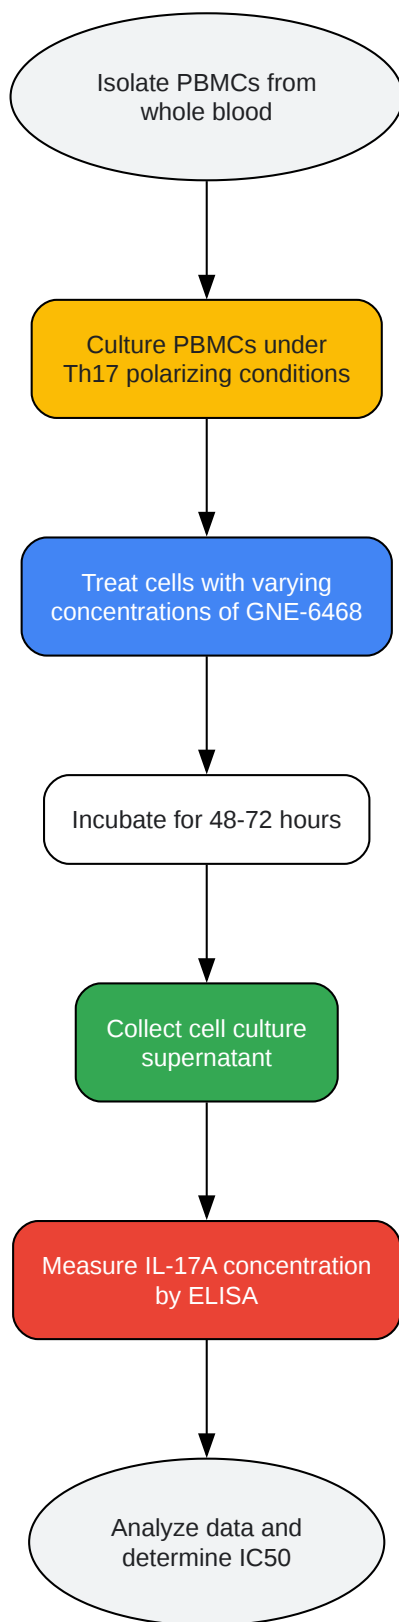 Isolate PBMCs from
whole blood
Culture PBMCs under
Th17 polarizing conditions
Treat cells with varying
concentrations of GNE-6468
Incubate for 48-72 hours
Collect cell culture
supernatant
Measure IL-17A concentration
by ELISA
Analyze data and
determine IC50